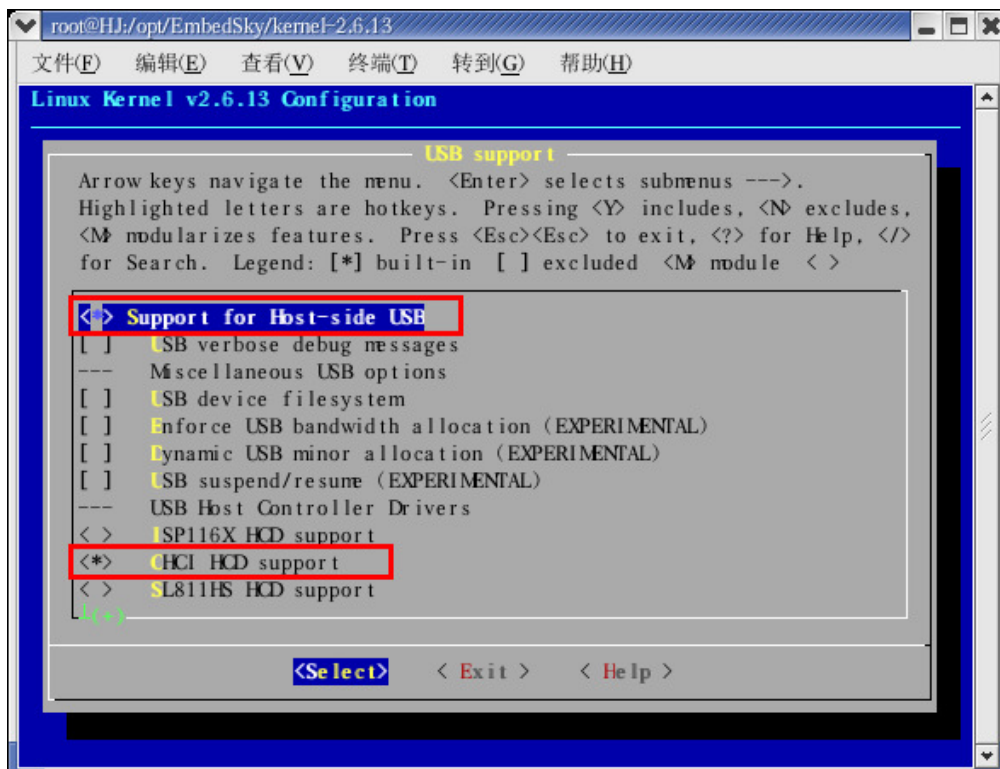 root@HJ:/opt/EmbedSky/kernel-2.6.13
文件(F) 编辑(E) 查看(V) 终端(T) 转到(G) 帮助(H)
Linux Kernel v2.6.13 Configuration
USB support
Arrow keys navigate the menu. <Enter> selects submenus --->.
Highlighted letters are hotkeys. Pressing <Y> includes, <N> excludes,
<M> modularizes features. Press <Esc><Esc> to exit, <?> for Help, </>
for Search. Legend: [*] built-in [ ] excluded <M> module < >
<*> Support for Host-side USB
[ ] USB verbose debug messages
--- Miscellaneous USB options
[ ] USB device filesystem
[ ] Enforce USB bandwidth allocation (EXPERIMENTAL)
[ ] Dynamic USB minor allocation (EXPERIMENTAL)
[ ] USB suspend/resume (EXPERIMENTAL)
--- USB Host Controller Drivers
< > ISP116X HCD support
<*> OHCI HCD support
< > SL811HS HCD support
(+)
<Select> < Exit > < Help >